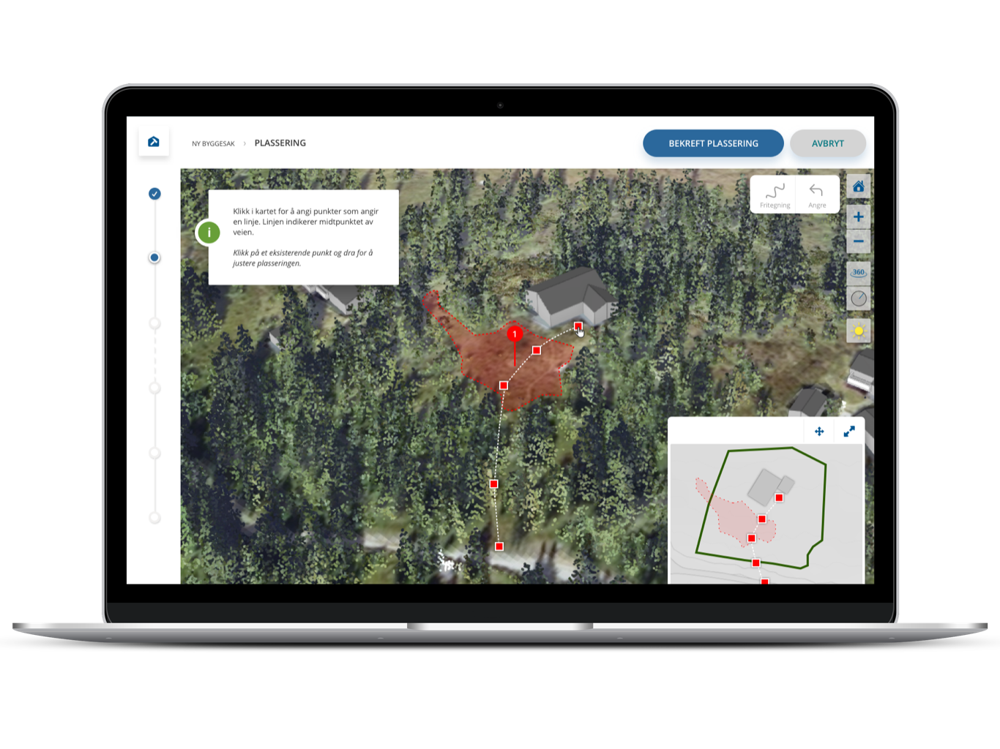 NY BYGGESAK › PLASSERING
BEKREFT PLASSERING
AVBRYT
Klikk i kartet for å angi punkter som angir
en linje. Linjen indikerer midtpunktet av
veien.
Klikk på et eksisterende punkt og dra for å
justere plasseringen.
i
Fritegning
Angre
360
1